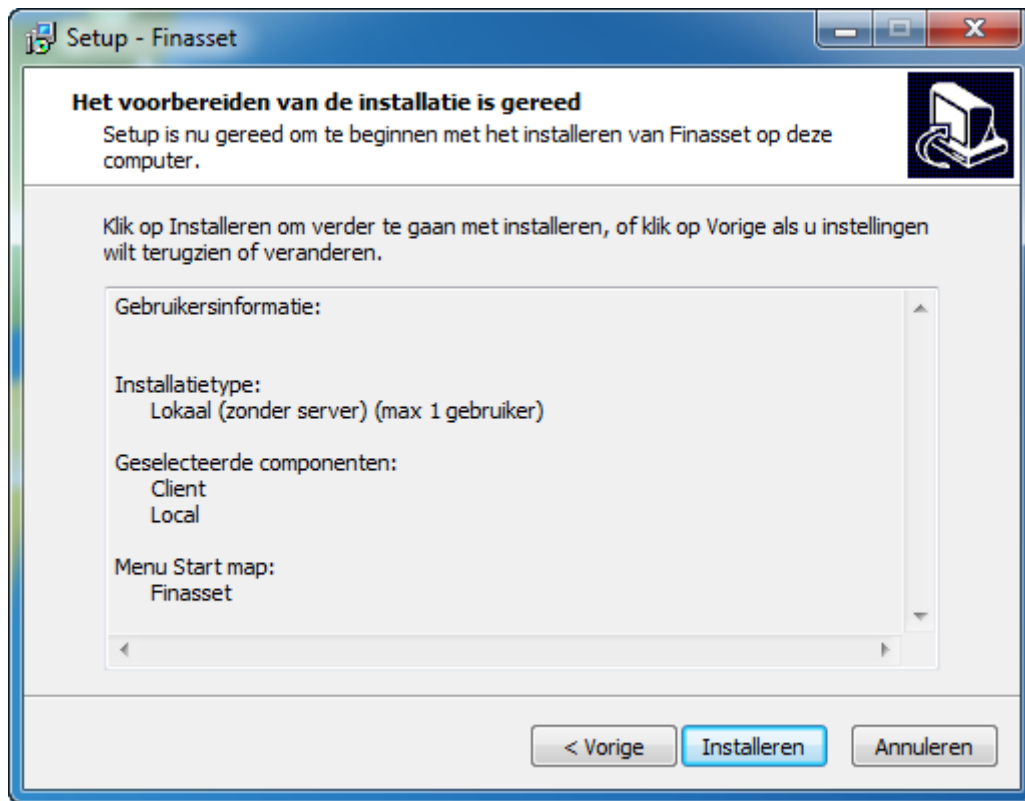 Setup - Finasset
Het voorbereiden van de installatie is gereed
Setup is nu gereed om te beginnen met het installeren van Finasset op deze
computer.
Klik op Installeren om verder te gaan met installeren, of klik op Vorige als u instellingen
wilt terugzien of veranderen.
Gebruikersinformatie:
Installatietype:
Lokaal (zonder server) (max 1 gebruiker)
Geselecteerde componenten:
Client
Local
Menu Start map:
Finasset
< Vorige
Installeren
Annuleren